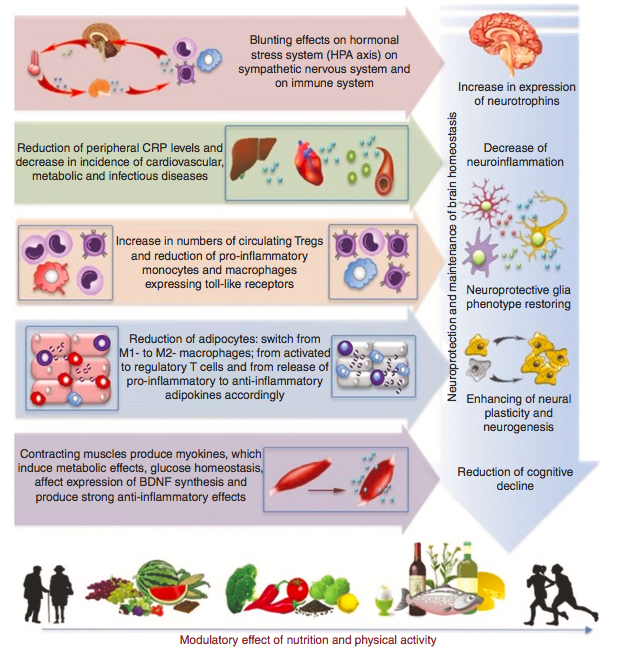 Blunting effects on hormonal
stress system (HPA axis) on
sympathetic nervous system and
on immune system
Reduction of peripheral CRP levels and
decrease in incidence of cardiovascular,
metabolic and infectious diseases
Increase in numbers of circulating Tregs
and reduction of pro-inflammatory
monocytes and macrophages
expressing toll-like receptors
Reduction of adipocytes: switch from
M1- to M2- macrophages; from activated
to regulatory T cells and from release of
pro-inflammatory to anti-inflammatory
adipokines accordingly
Contracting muscles produce myokines, which
induce metabolic effects, glucose homeostasis,
affect expression of BDNF synthesis and
produce strong anti-inflammatory effects
Neuroprotection and maintenance of brain homeostasis
Increase in expression
of neurotrophins
Decrease of
neuroinflammation
Neuroprotective glia
phenotype restoring
Enhancing of neural
plasticity and
neurogenesis
Reduction of cognitive
decline
Modulatory effect of nutrition and physical activity